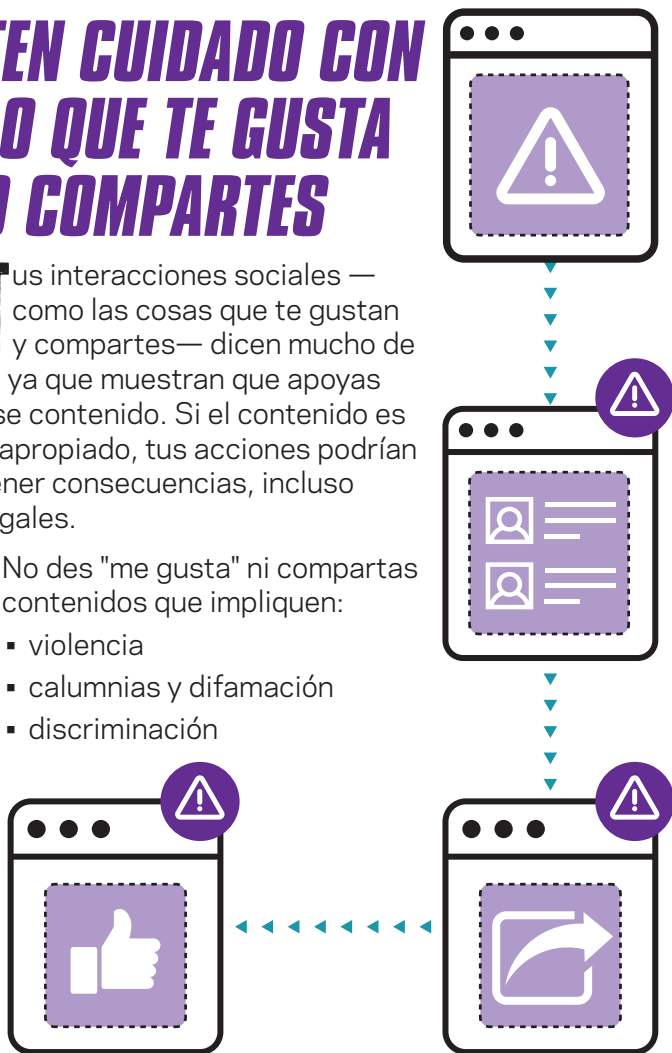 TEN CUIDADO CON
LO QUE TE GUSTA
O COMPARTES
Tus interacciones sociales —
como las cosas que te gustan
y compartes— dicen mucho de
ya que muestran que apoyas
se contenido. Si el contenido es
apropiado, tus acciones podrían
ener consecuencias, incluso
gales.
No des "me gusta" ni compartas
contenidos que impliquen:
▪ violencia
▪ calumnias y difamación
▪ discriminación